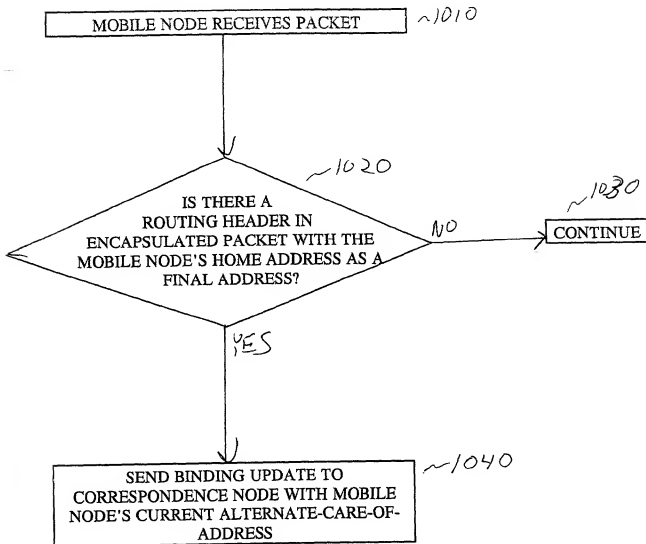 MOBILE NODE RECEIVES PACKET ~1010
~1020
IS THERE A
ROUTING HEADER IN
ENCAPSULATED PACKET WITH THE
MOBILE NODE'S HOME ADDRESS AS A
FINAL ADDRESS?
NO
~1030
CONTINUE
YES
SEND BINDING UPDATE TO
CORRESPONDENCE NODE WITH MOBILE
NODE'S CURRENT ALTERNATE-CARE-OF-
ADDRESS
~1040